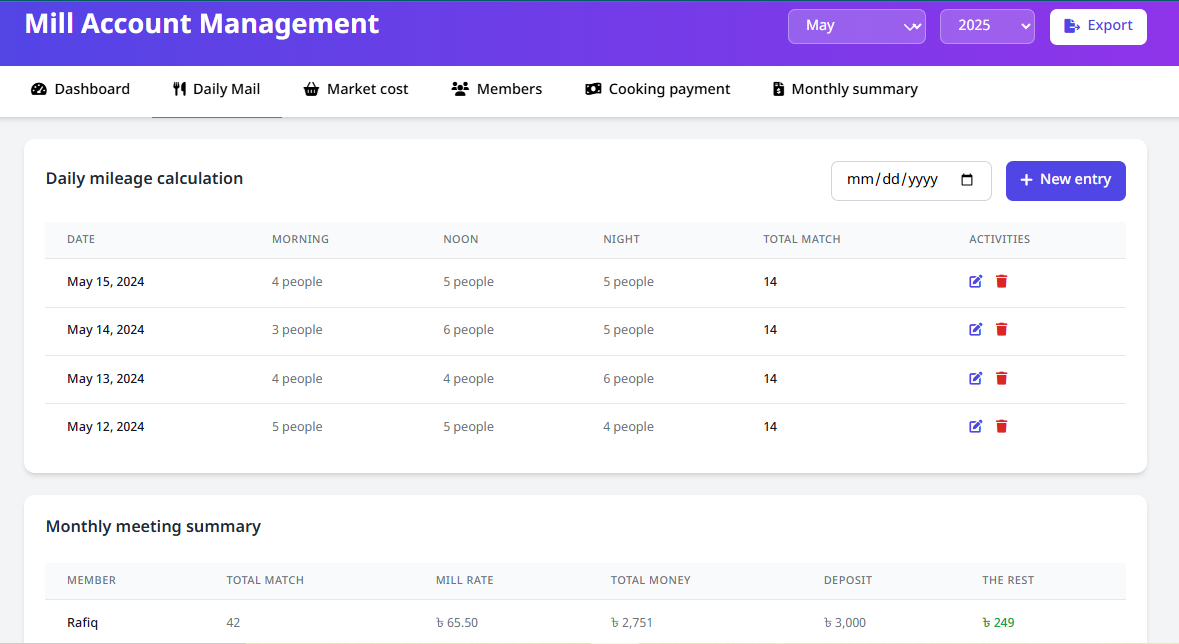 Mill Account Management
May
2025
Export
Dashboard
Daily Mail
Market cost
Members
Cooking payment
Monthly summary
Daily mileage calculation
mm/dd/yyyy
New entry
DATE MORNING NOON NIGHT TOTAL MATCH ACTIVITIES
May 15, 2024 4 people 5 people 5 people 14
May 14, 2024 3 people 6 people 5 people 14
May 13, 2024 4 people 4 people 6 people 14
May 12, 2024 5 people 5 people 4 people 14
Monthly meeting summary
MEMBER TOTAL MATCH MILL RATE TOTAL MONEY DEPOSIT THE REST
Rafiq 42 ৳ 65.50 ৳ 2,751 ৳ 3,000 ৳ 249